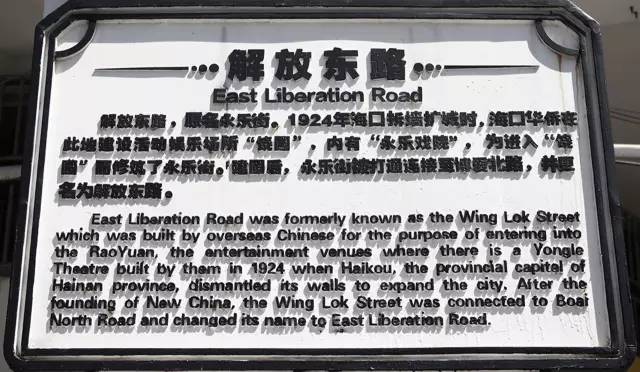 解放东路
East Liberation Road
解放东路，原名永乐街。1924年海口拆墙扩城时，海口华侨在
此地建设活动娱乐场所“饶园”，内有“永乐戏院”，为进入“饶
园”而修筑了永乐街。建国后，永乐街被打通连接至博爱北路，并更
名为解放东路。
East Liberation Road was formerly known as the Wing Lok Street
which was built by overseas Chinese for the purpose of entering into
the RaoYuan, the entertainment venues where there is a Yongle
Theatre built by them in 1924 when Haikou, the provincial capital of
Hainan province, dismantled its walls to expand the city. After the
founding of New China, the Wing Lok Street was connected to Boai
North Road and changed its name to East Liberation Road.